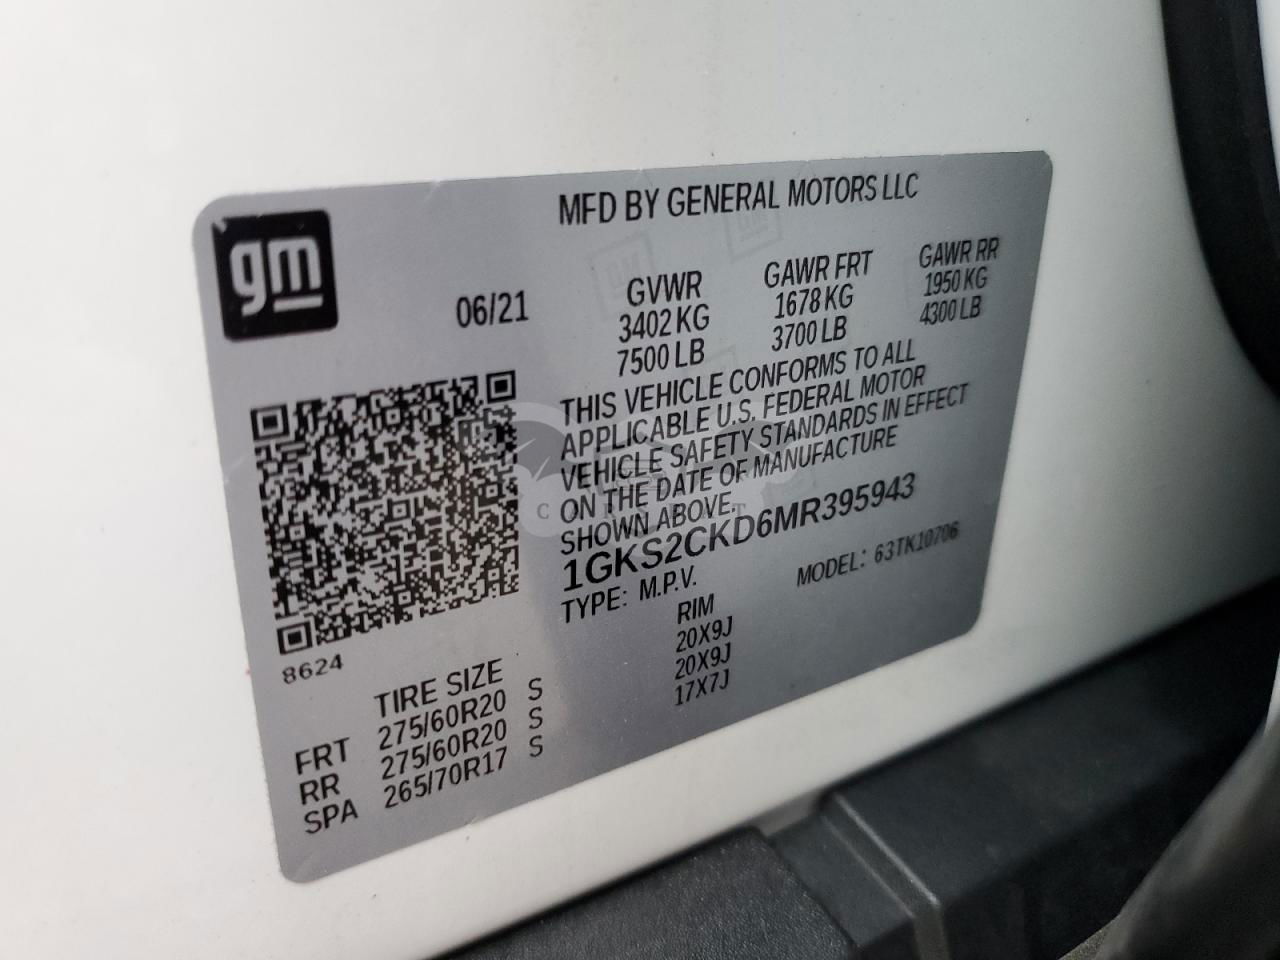 gm
MFD BY GENERAL MOTORS LLC
06/21
GVWR GAWR FRT GAWR RR
3402 KG 1678 KG 1950 KG
7500 LB 3700 LB 4300 LB
THIS VEHICLE CONFORMS TO ALL
APPLICABLE U.S. FEDERAL MOTOR
VEHICLE SAFETY STANDARDS IN EFFECT
ON THE DATE OF MANUFACTURE
SHOWN ABOVE.
1GKS2CKD6MR395943
TYPE: M.P.V. MODEL: 63TK10706
8624
TIRE SIZE RIM
FRT 275/60R20 S 20X9J
RR 275/60R20 S 20X9J
SPA 265/70R17 S 17X7J